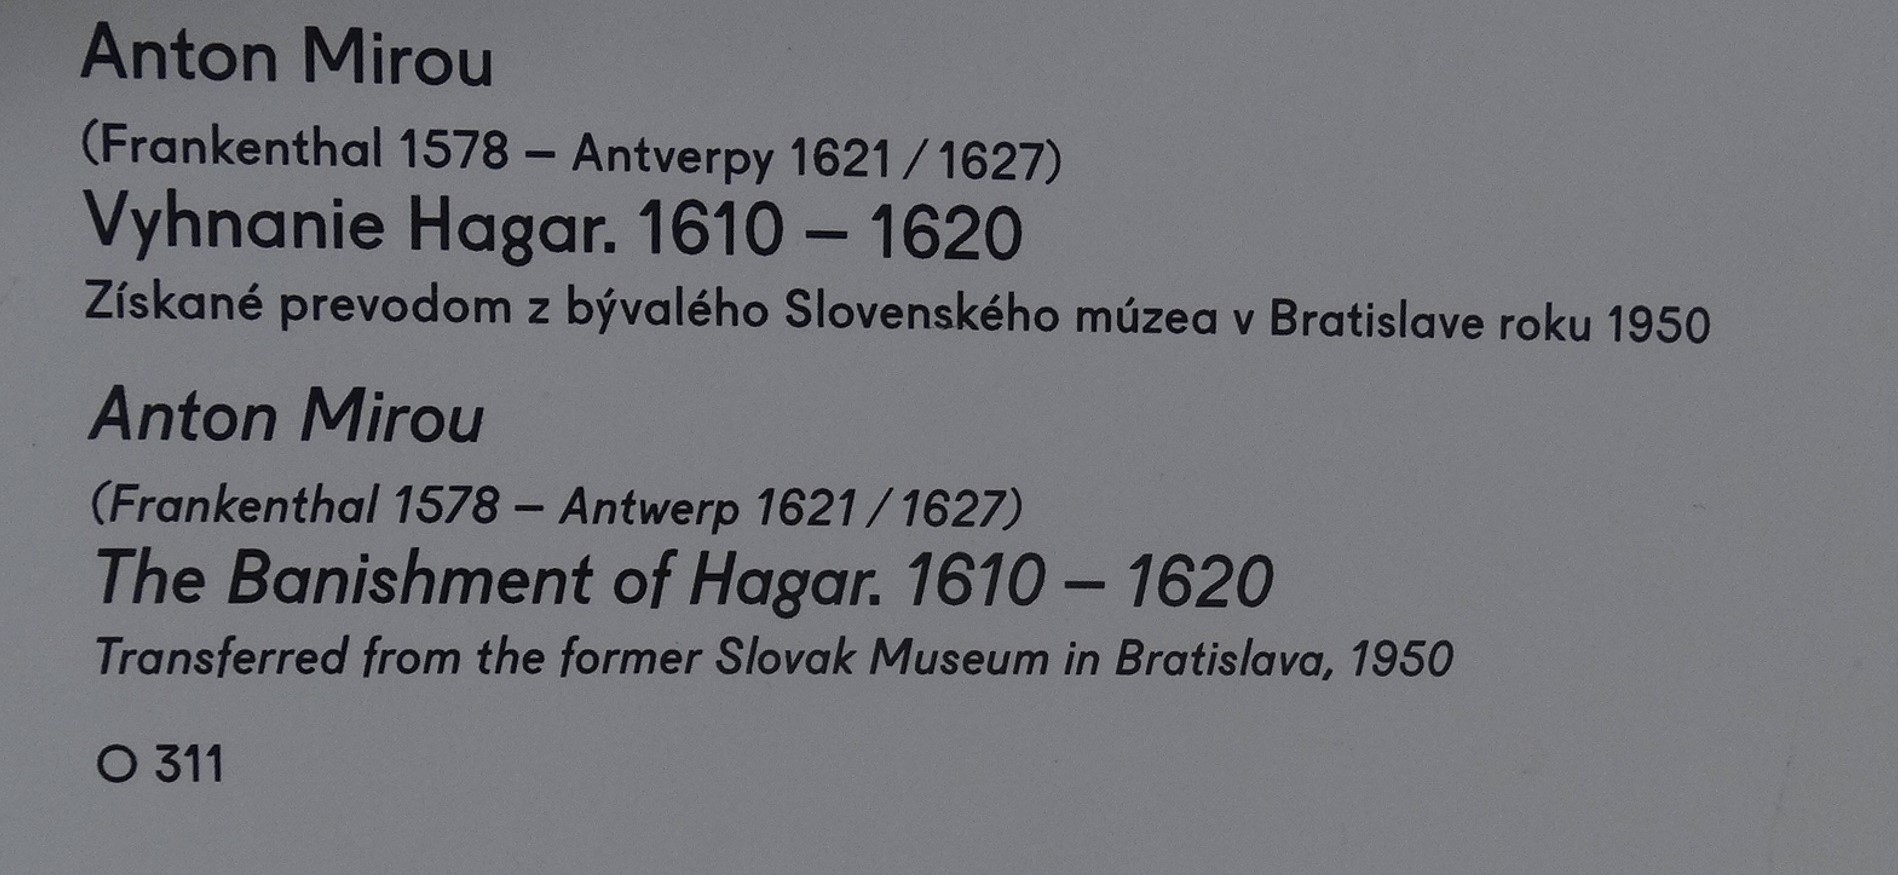 Anton Mirou
(Frankenthal 1578 – Antverpy 1621 / 1627)
Vyhnanie Hagar. 1610 – 1620
Získané prevodom z bývalého Slovenského múzea v Bratislave roku 1950
Anton Mirou
(Frankenthal 1578 – Antwerp 1621 / 1627)
The Banishment of Hagar. 1610 – 1620
Transferred from the former Slovak Museum in Bratislava, 1950
O 311